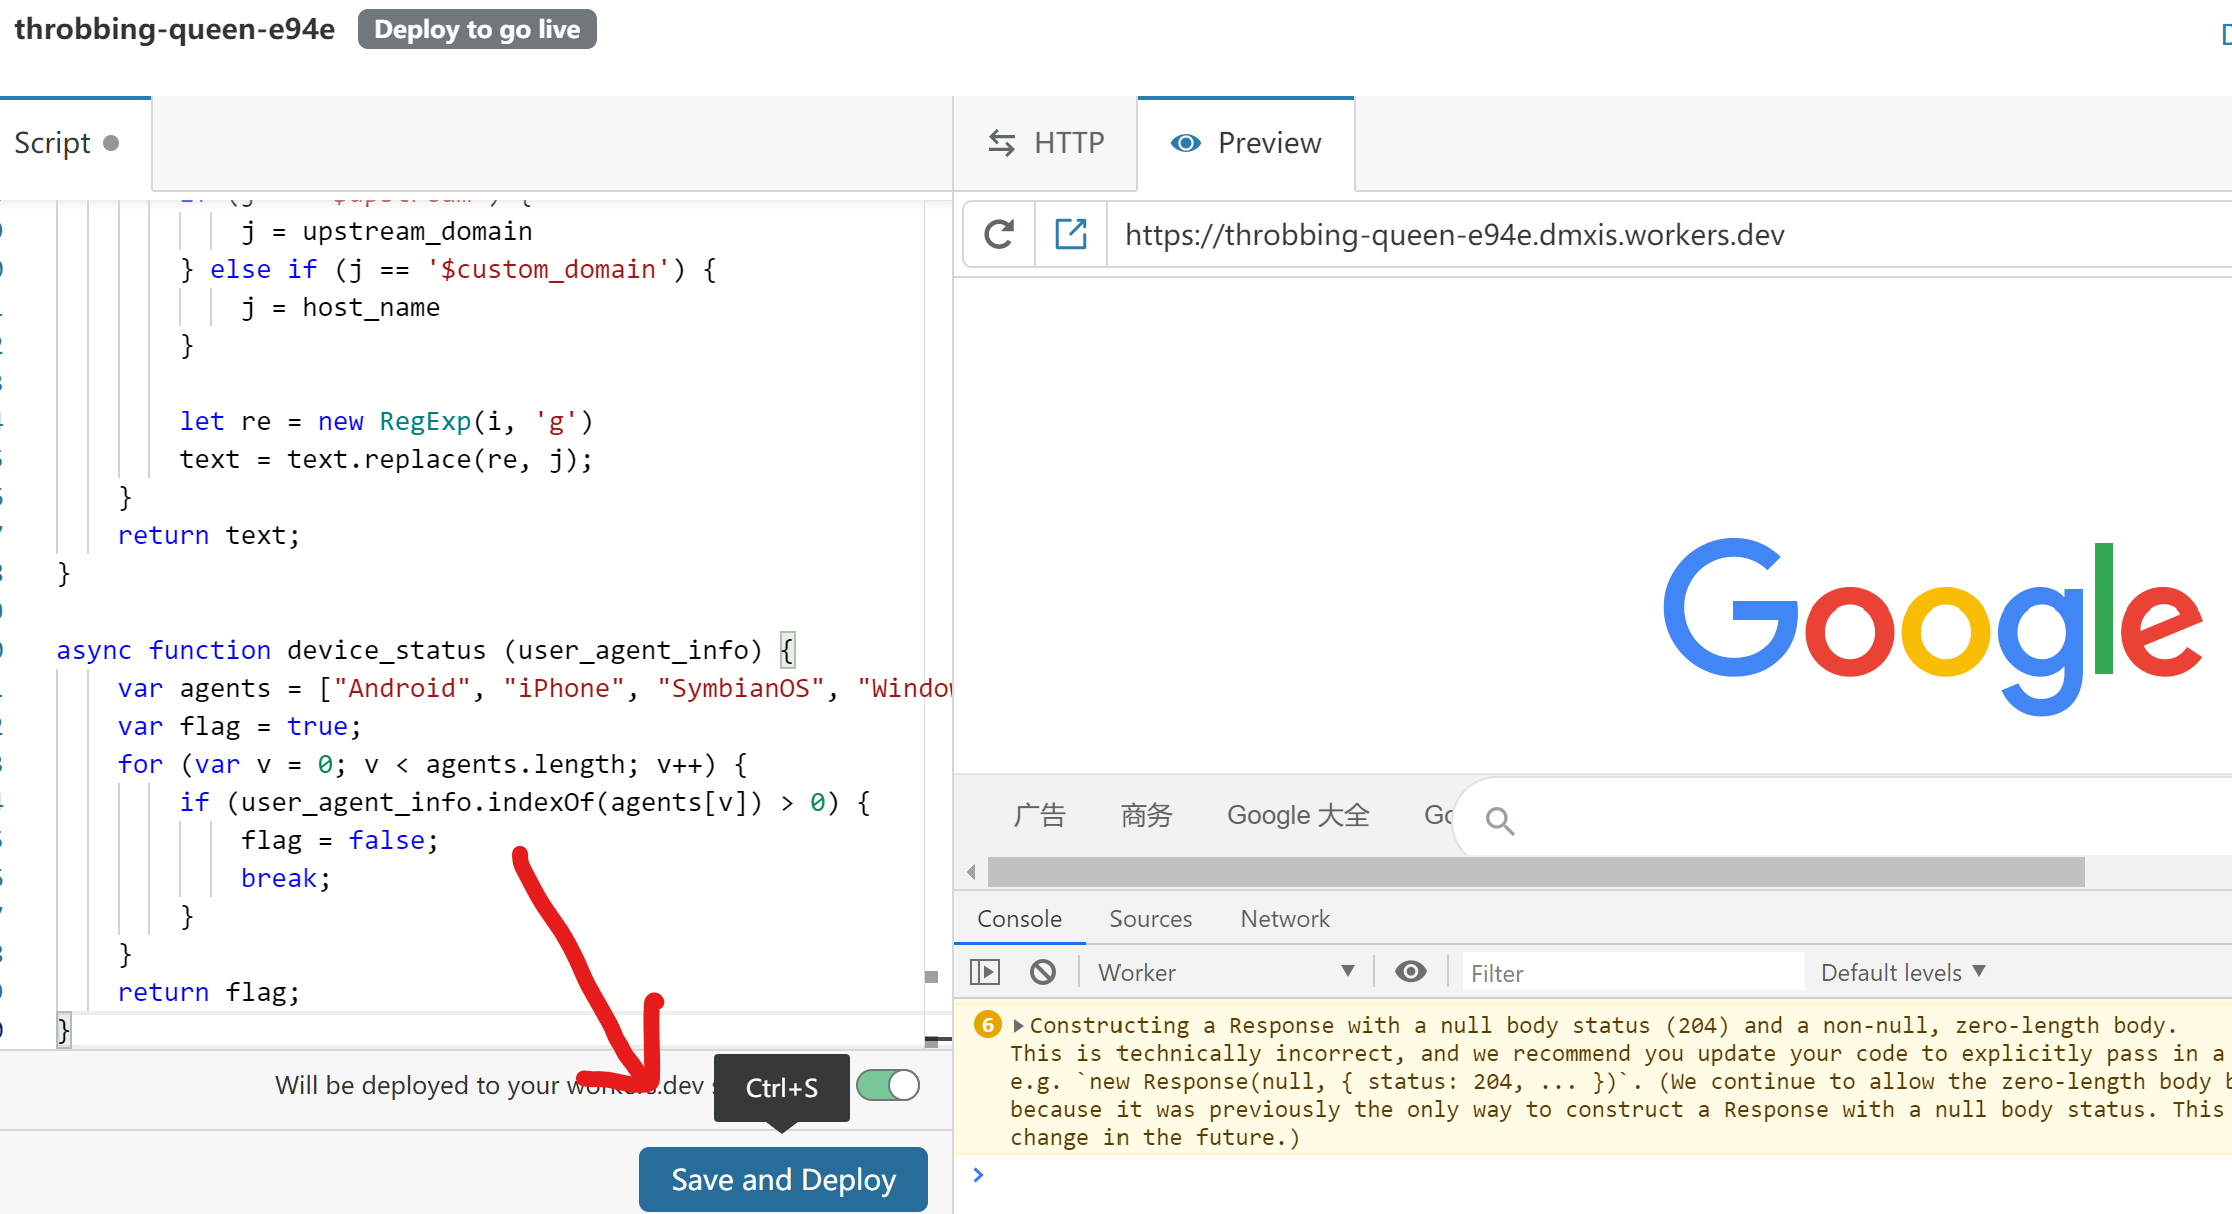 throbbing-queen-e94e Deploy to go live
Script
HTTP
Preview
https://throbbing-queen-e94e.dmxis.workers.dev
j = upstream_domain
} else if (j == '$custom_domain') {
j = host_name
}
let re = new RegExp(i, 'g')
text = text.replace(re, j);
}
return text;
}
async function device_status (user_agent_info) {
var agents = ["Android", "iPhone", "SymbianOS",
var flag = true;
for (var v = 0; v < agents.length; v++) {
if (user_agent_info.indexOf(agents[v]) > 0) {
flag = false;
break;
}
}
return flag;
}
Will be deployed to your workers.dev
Ctrl+S
Save and Deploy
Google
广告 商务 Google 大全
Console Sources Network
Worker Filter Default levels
6 Constructing a Response with a null body status (204) and a non-null, zero-length body.
This is technically incorrect, and we recommend you update your code to explicitly pass in a
e.g. `new Response(null, { status: 204, ... })`. (We continue to allow the zero-length body
because it was previously the only way to construct a Response with a null body status. This
change in the future.)